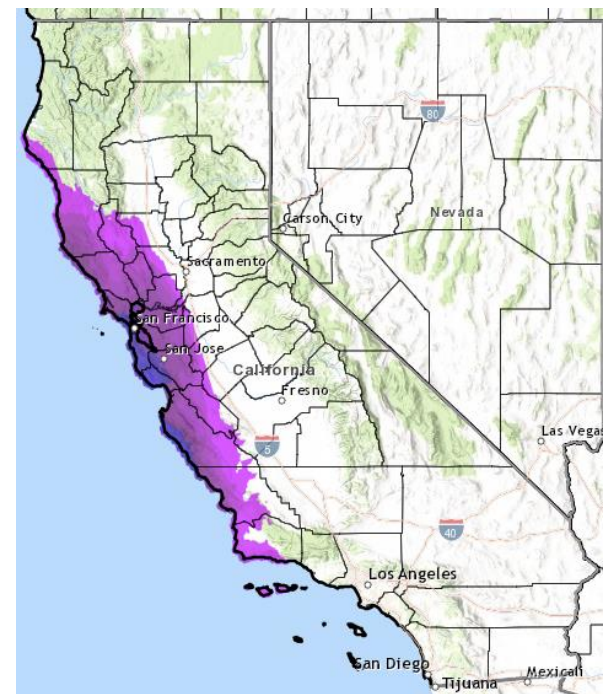 80
Carson City
Nevada
Sacramento
San Francisco
San Jose
California
Fresno
Las Vegas
5
40
Los Angeles
San Diego
Tijuana
Mexicali